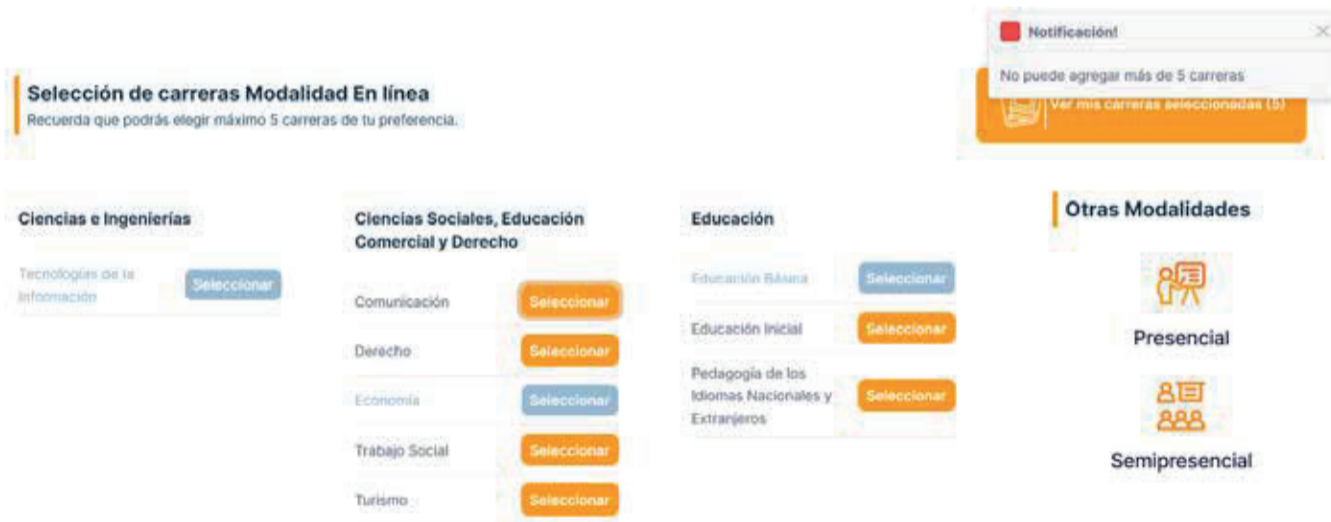 Notificación!
No puede agregar más de 5 carreras
Ver mis carreras seleccionadas (5)
Selección de carreras Modalidad En línea
Recuerda que podrás elegir máximo 5 carreras de tu preferencia.
Ciencias e Ingenierías
Tecnologías de la
Información
Seleccionar
Ciencias Sociales, Educación
Comercial y Derecho
Comunicación
Seleccionar
Derecho
Seleccionar
Economía
Seleccionar
Trabajo Social
Seleccionar
Turismo
Seleccionar
Educación
Educación Básica
Seleccionar
Educación Inicial
Seleccionar
Pedagogía de los
Idiomas Nacionales y
Extranjeros
Seleccionar
Otras Modalidades
Presencial
Semipresencial